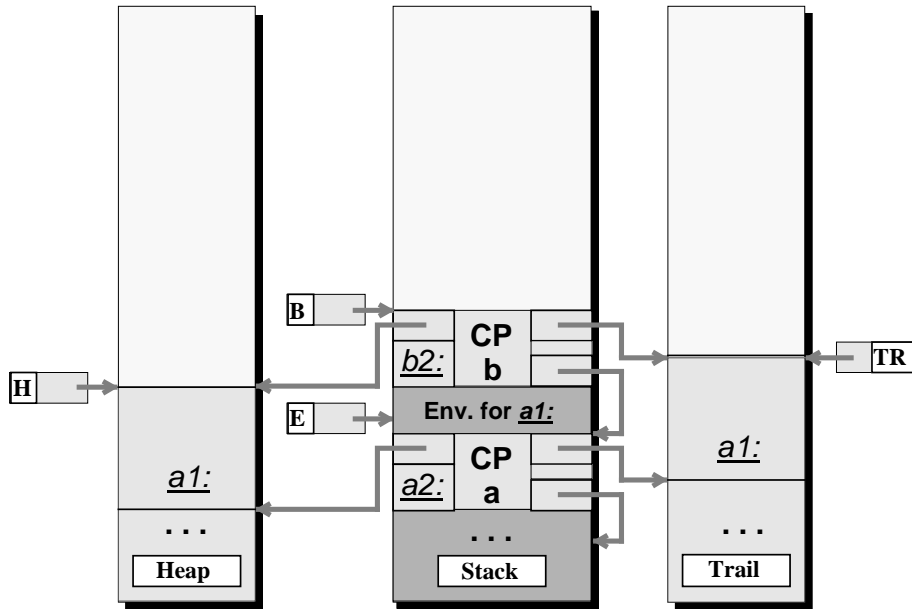 B
CP
b
b2:
TR
H
E
Env. for a1:
a1:
a1:
CP
a
a2:
. . .
. . .
. . .
Heap
Stack
Trail